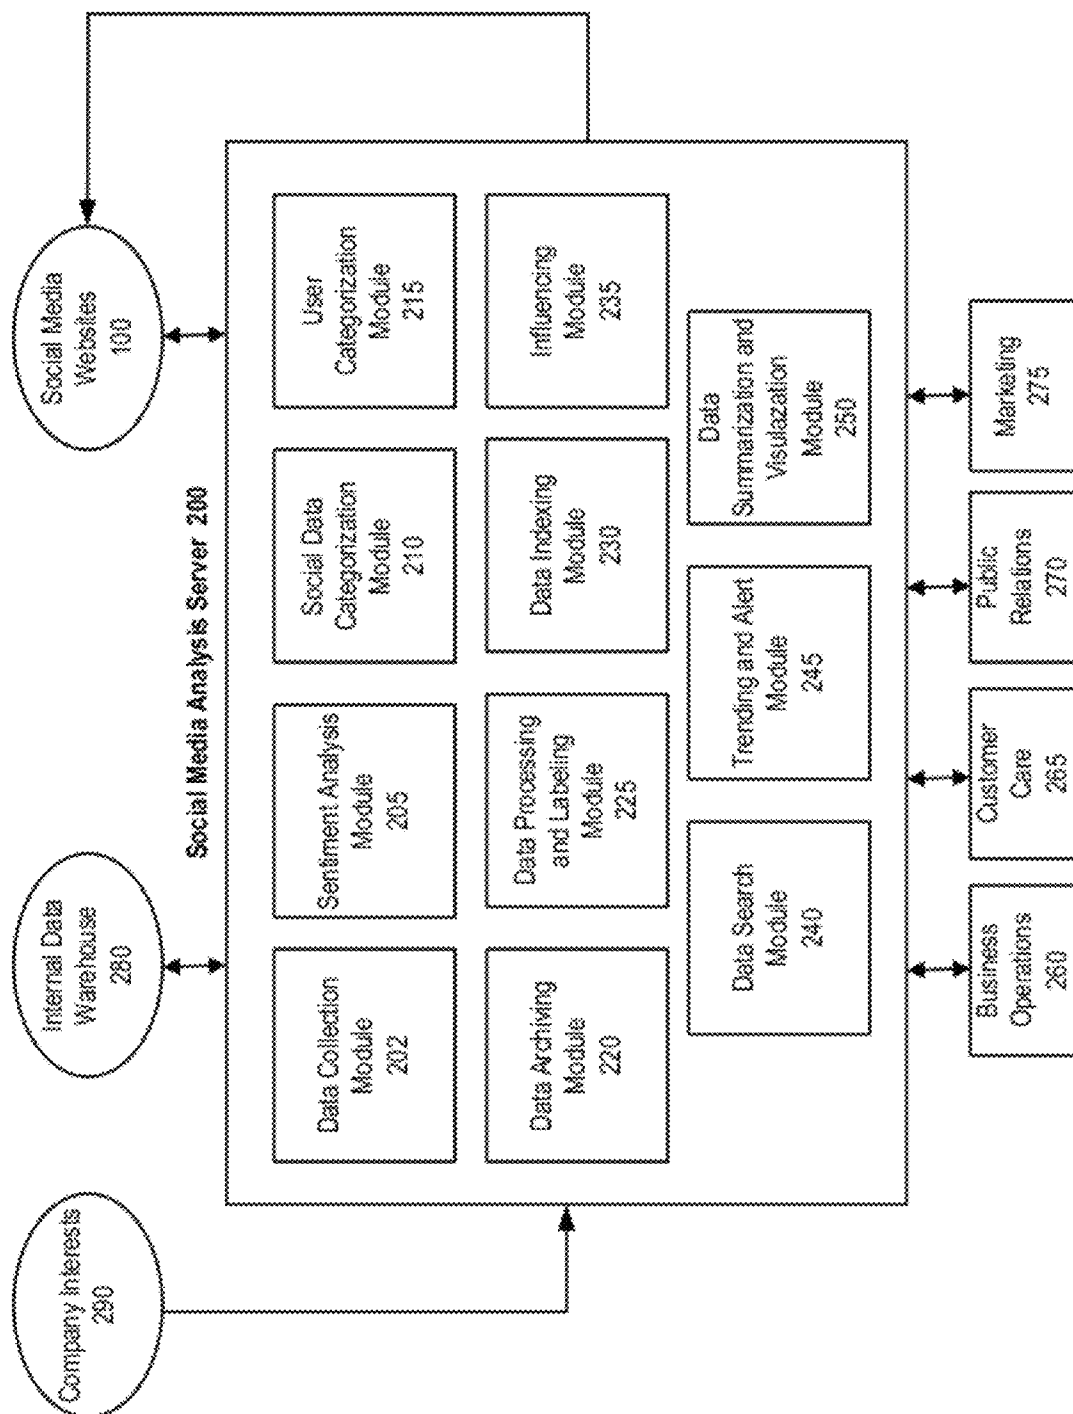 Company Interests
290
Internal Data
Warehouse
280
Social Media
Websites
100
Social Media Analysis Server 200
Data Collection
Module
202
Sentiment Analysis
Module
205
Social Data
Categorization
Module
210
User
Categorization
Module
215
Data Archiving
Module
220
Data Processing
and Labeling
Module
225
Data Indexing
Module
230
Influencing
Module
235
Data Search
Module
240
Trending and Alert
Module
245
Data
Summarization and
Visulazation
Module
250
Business
Operations
260
Customer
Care
265
Public
Relations
270
Marketing
275